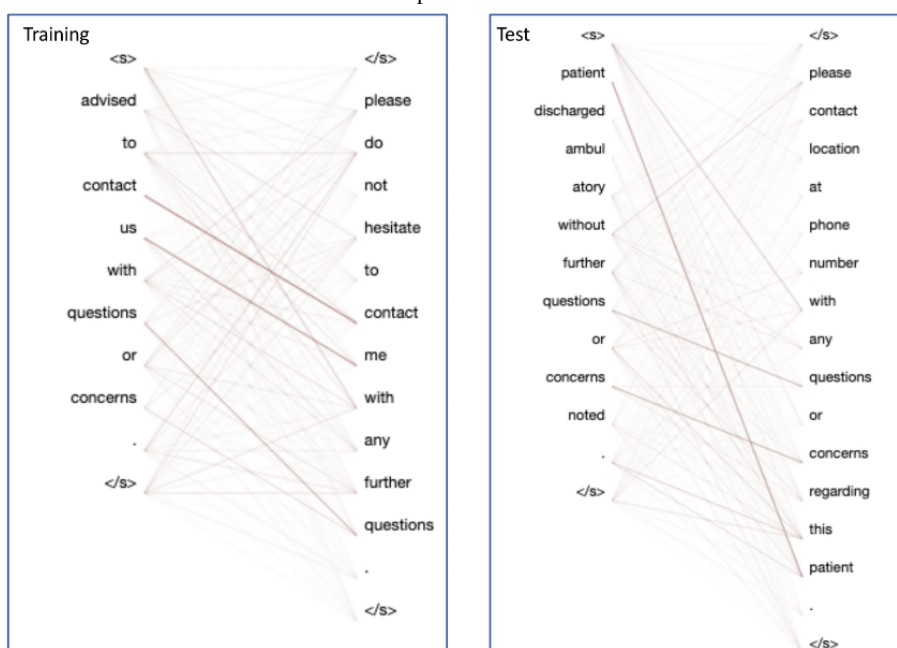 Training
<s>
advised
to
contact
us
with
questions
or
concerns
.
</s>
</s>
please
do
not
hesitate
to
contact
me
with
any
further
questions
.
</s>
Test
<s>
patient
discharged
ambul
atory
without
further
questions
or
concerns
noted
.
</s>
</s>
please
contact
location
at
phone
number
with
any
questions
or
concerns
regarding
this
patient
.
</s>